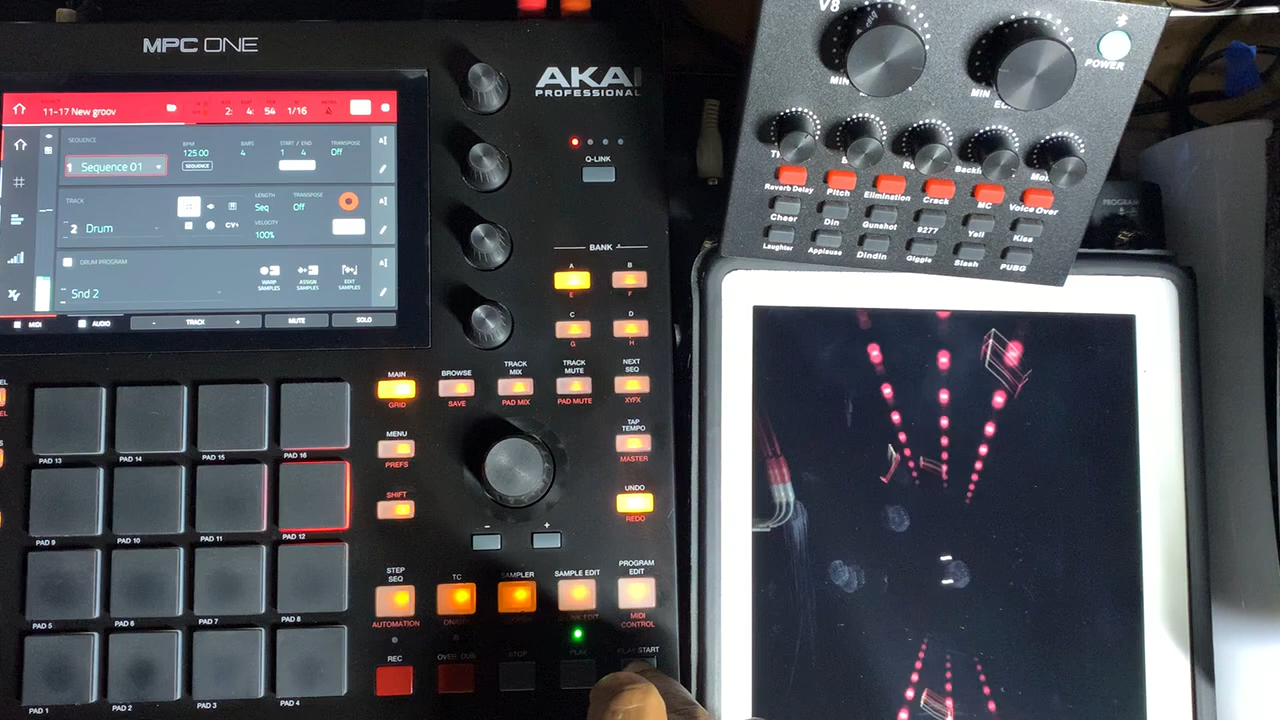 MPC ONE
AKAI
PROFESSIONAL
11-17 New groov
2: 4: 54 1/16
SEQUENCE
1 Sequence 01
BPM
125.00
SEQUENCE
BARS
4
START / END
1 4
TRANSPOSE
Off
TRACK
2 Drum
LENGTH
Seq
TRANSPOSE
Off
VELOCITY
100%
DRUM PROGRAM
Snd 2
WARP
SAMPLES
ASSIGN
SAMPLES
EDIT
SAMPLES
MIDI
AUDIO
- TRACK +
MUTE
SOLO
Q-LINK
BANK
A
B
E
F
C
D
G
H
MAIN
GRID
BROWSE
SAVE
TRACK
MIX
PAD MIX
TRACK
MUTE
PAD MUTE
NEXT
SEQ
XYFX
MENU
PREFS
TAP
TEMPO
MASTER
SHIFT
UNDO
REDO
- +
STEP
SEQ
AUTOMATION
TC
SAMPLER
SAMPLE EDIT
PROGRAM
EDIT
MIDI
CONTROL
REC
OVER DUB
STOP
PLAY
PLAY START
PAD 13
PAD 14
PAD 15
PAD 16
PAD 9
PAD 10
PAD 11
PAD 12
PAD 5
PAD 6
PAD 7
PAD 8
PAD 1
PAD 2
PAD 3
PAD 4
V8
MIN
MIN
POWER
Reverb Delay
Pitch
Elimination
Crack
MC
Voice Over
Cheer
Din
Gunshot
9277
Yell
Kiss
Laughter
Applause
Dindin
Giggle
Slash
PUBG
PROGRAM